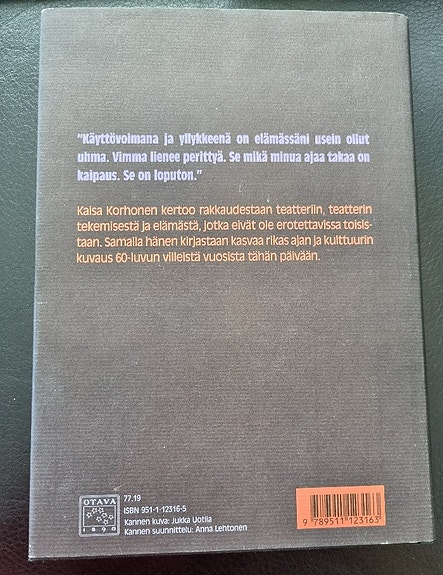 "Käyttövoimana ja yllykkeenä on elämässäni usein ollut
uhma. Vimma lienee perittyä. Se mikä minua ajaa takaa on
kaipaus. Se on loputon."
Kaisa Korhonen kertoo rakkaudestaan teatteriin, teatterin
tekemisestä ja elämästä, jotka eivät ole erotettavissa toisis-
taan. Samalla hänen kirjastaan kasvaa rikas ajan ja kulttuurin
kuvaus 60-luvun villeistä vuosista tähän päivään.
OTAVA
1890
77.19
ISBN 951-1-12316-5
Kannen kuva: Jukka Uotila
Kannen suunnittelu: Anna Lehtonen
9 789511 123163